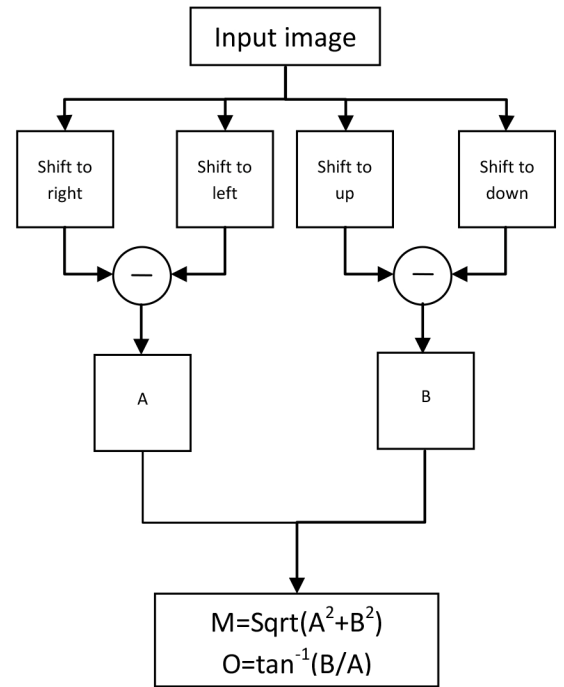 Input image
Shift to
right
Shift to
left
Shift to
up
Shift to
down
—
—
A
B
M=Sqrt(A²+B²)
O=tan⁻¹(B/A)